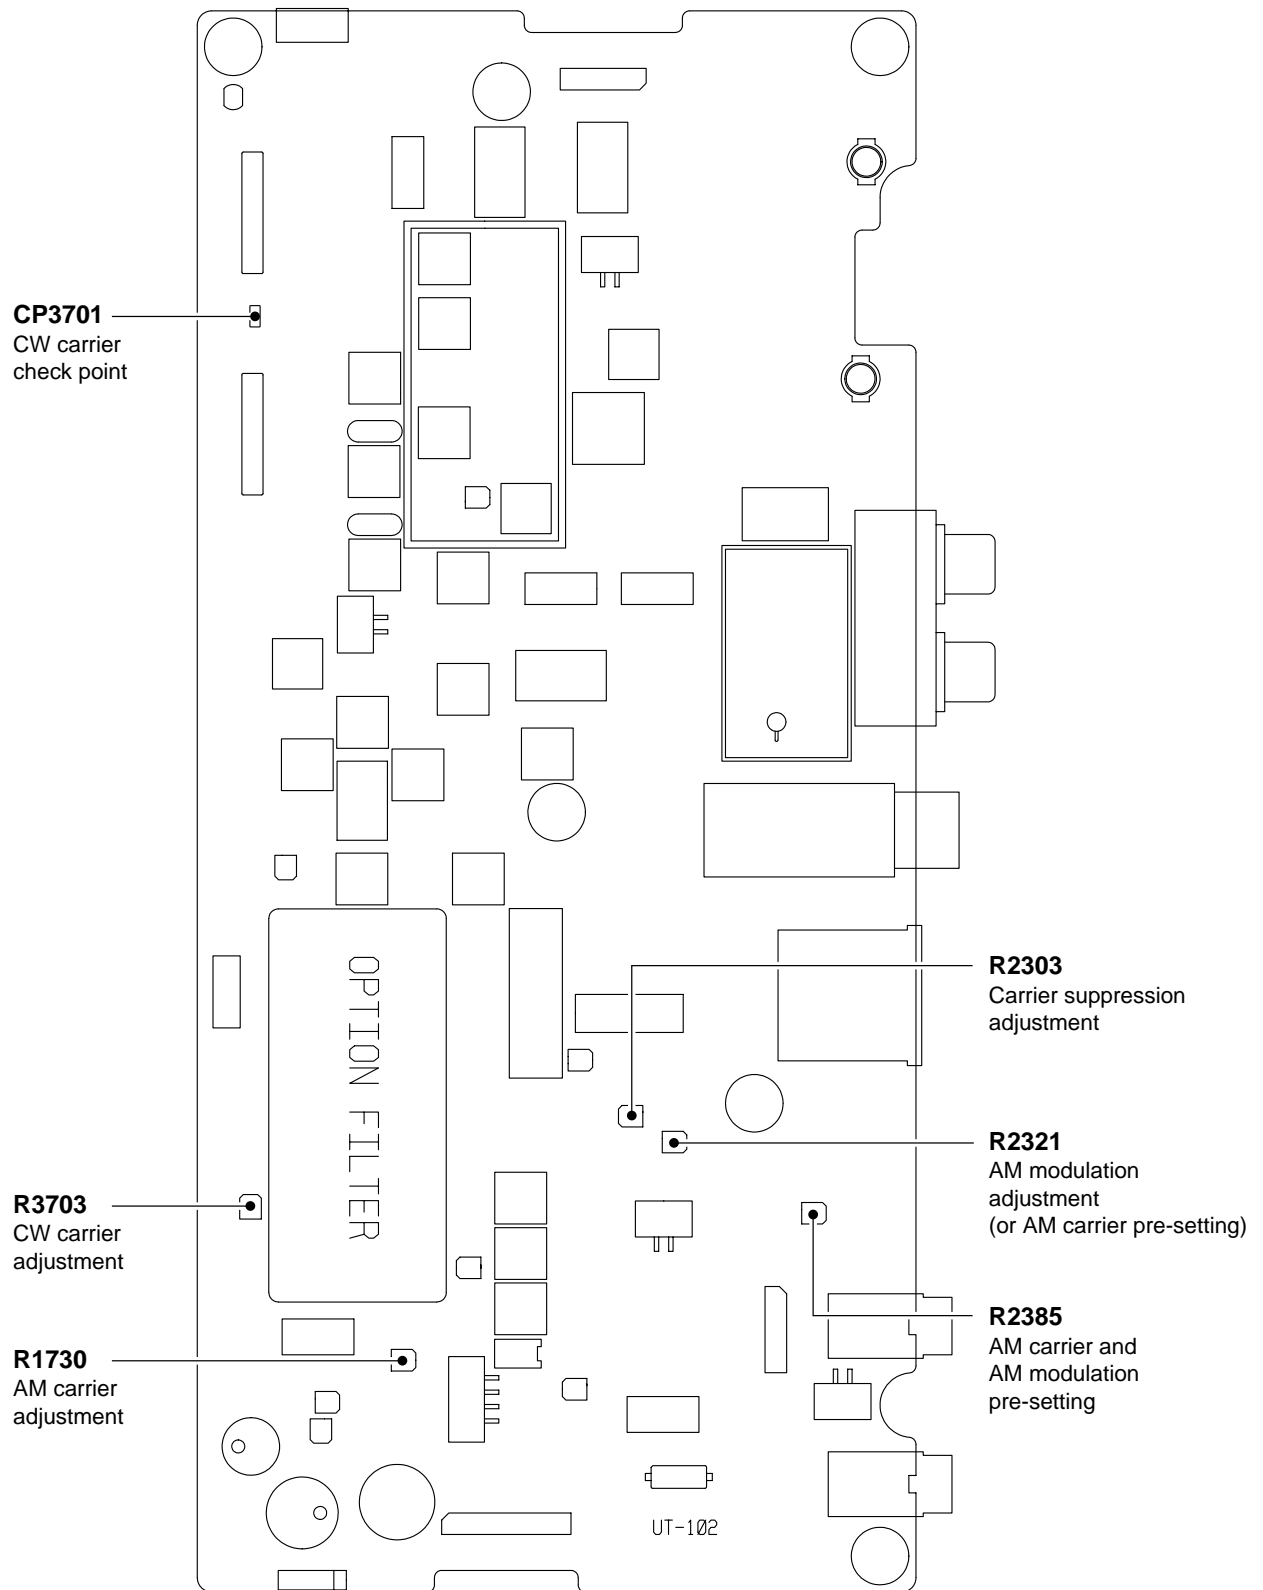 CP3701
CW carrier
check point
R2303
Carrier suppression
adjustment
OPTION FILTER
R2321
AM modulation
adjustment
(or AM carrier pre-setting)
R3703
CW carrier
adjustment
R2385
AM carrier and
AM modulation
pre-setting
R1730
AM carrier
adjustment
UT-102